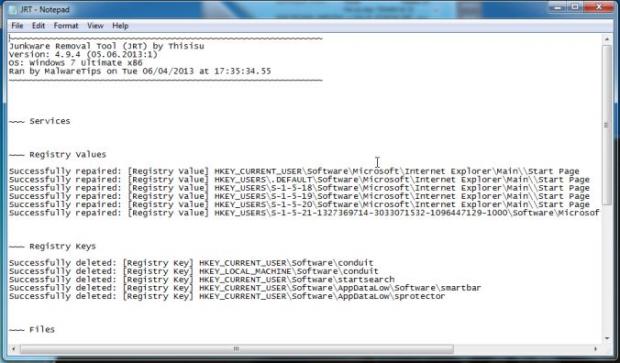 JRT - Notepad
File Edit Format View Help
Junkware Removal Tool (JRT) by Thisisu
Version: 4.9.4 (05.06.2013:1)
OS: Windows 7 Ultimate x86
Ran by MalwareTips on Tue 06/04/2013 at 17:35:34.55
~~~ Services
~~~ Registry Values
Successfully repaired: [Registry Value] HKEY_CURRENT_USER\Software\Microsoft\Internet Explorer\Main\\Start Page
Successfully repaired: [Registry Value] HKEY_USERS\.DEFAULT\Software\Microsoft\Internet Explorer\Main\\Start Page
Successfully repaired: [Registry Value] HKEY_USERS\S-1-5-18\Software\Microsoft\Internet Explorer\Main\\Start Page
Successfully repaired: [Registry Value] HKEY_USERS\S-1-5-19\Software\Microsoft\Internet Explorer\Main\\Start Page
Successfully repaired: [Registry Value] HKEY_USERS\S-1-5-20\Software\Microsoft\Internet Explorer\Main\\Start Page
Successfully repaired: [Registry Value] HKEY_USERS\S-1-5-21-1327369714-3033071532-1096447129-1000\Software\Microsof
~~~ Registry Keys
Successfully deleted: [Registry Key] HKEY_CURRENT_USER\Software\conduit
Successfully deleted: [Registry Key] HKEY_LOCAL_MACHINE\Software\conduit
Successfully deleted: [Registry Key] HKEY_CURRENT_USER\Software\startsearch
Successfully deleted: [Registry Key] HKEY_CURRENT_USER\Software\AppDataLow\Software\smartbar
Successfully deleted: [Registry Key] HKEY_CURRENT_USER\Software\AppDataLow\sprotector
~~~ Files